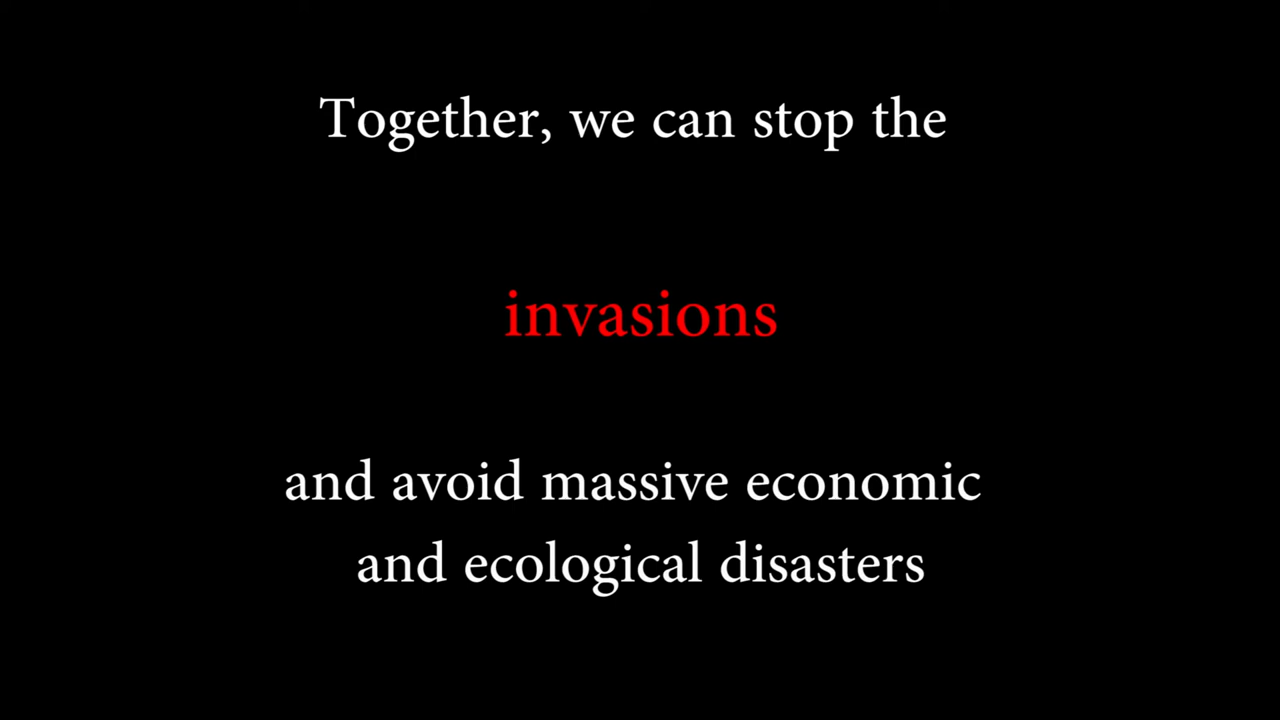 Together, we can stop the
invasions
and avoid massive economic
and ecological disasters